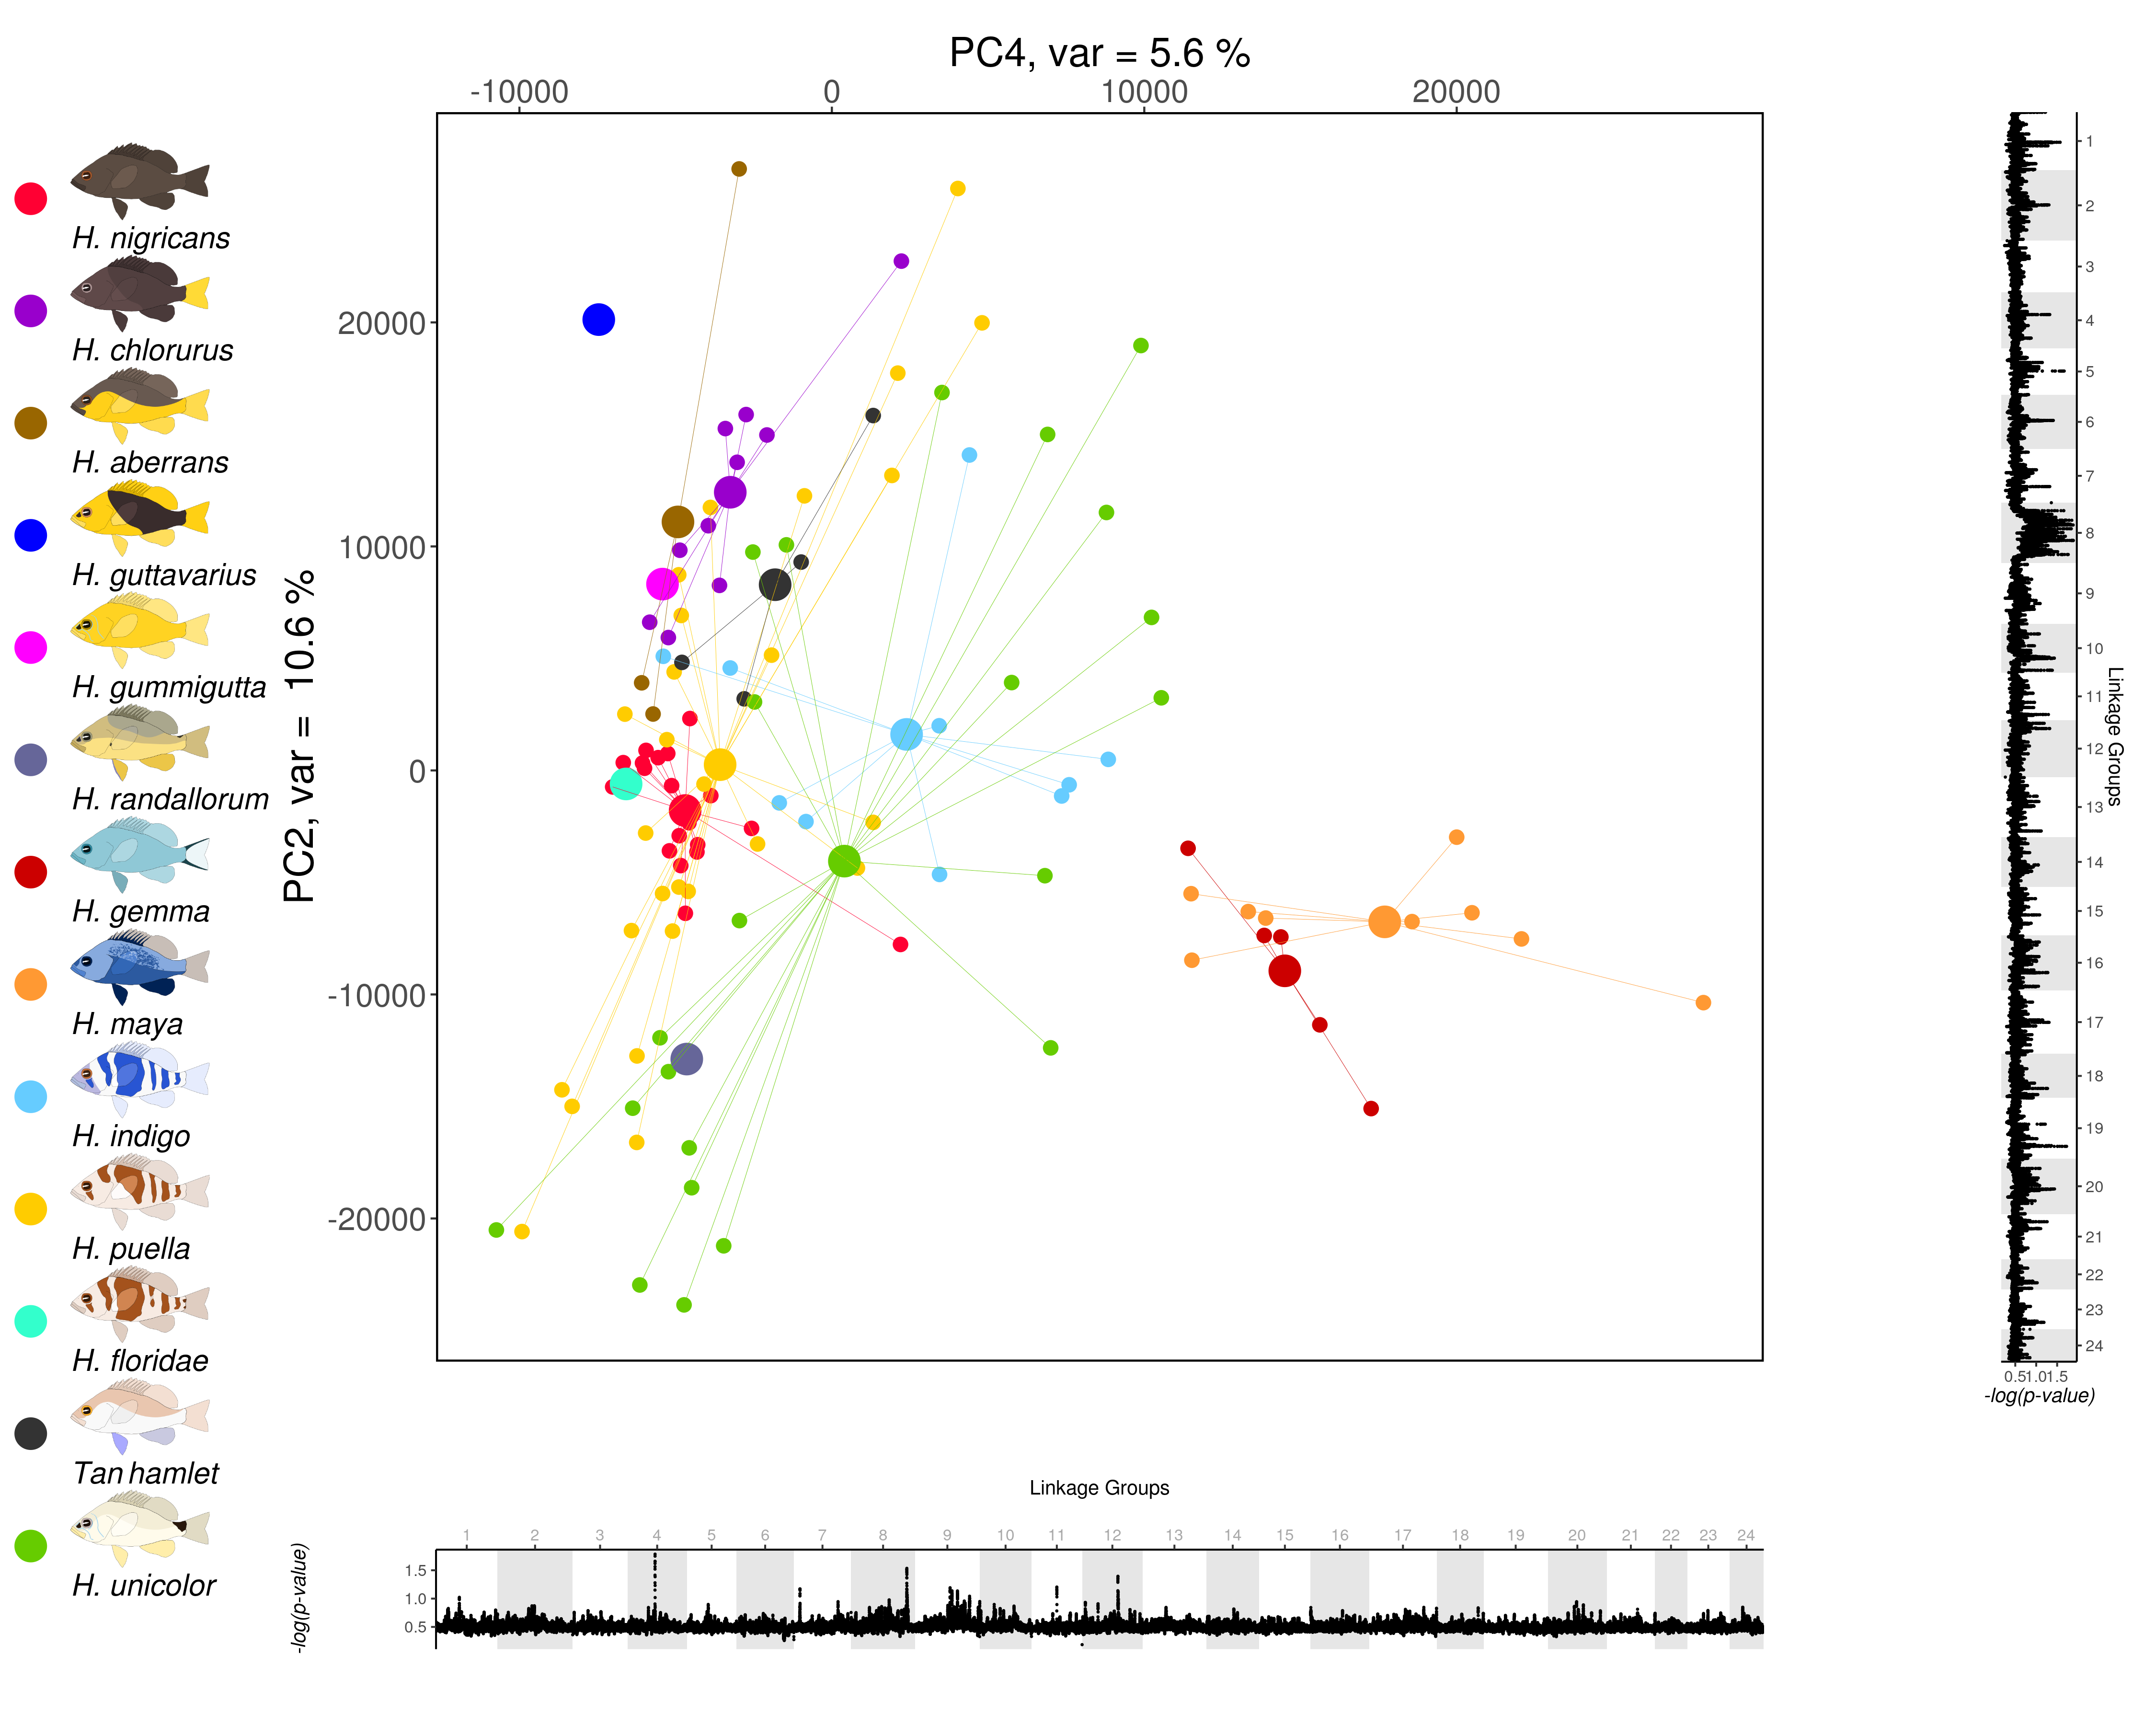 PC4, var = 5.6 %
-10000 0 10000 20000
H. nigricans
H. chlorurus
H. aberrans
H. guttavarius
H. gummigutta
H. randallorum
H. gemma
H. maya
H. indigo
H. puella
H. floridae
Tan hamlet
H. unicolor
PC2, var = 10.6 %
20000
10000
0
-10000
-20000
1
2
3
4
5
6
7
8
9
10
11
12
13
14
15
16
17
18
19
20
21
22
23
24
Linkage Groups
0.51.01.5
-log(p-value)
Linkage Groups
1 2 3 4 5 6 7 8 9 10 11 12 13 14 15 16 17 18 19 20 21 22 23 24
-log(p-value)
1.5
1.0
0.5